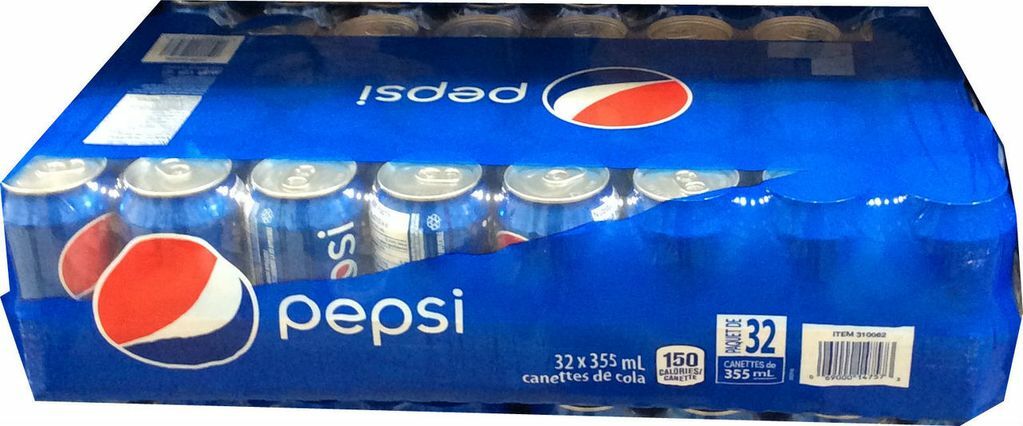 pepsi
pepsi
psi
32 x 355 mL
canettes de cola
150
CALORIES/
CANETTE
PAQUET DE
32
CANETTES de
355 mL
ITEM 310062